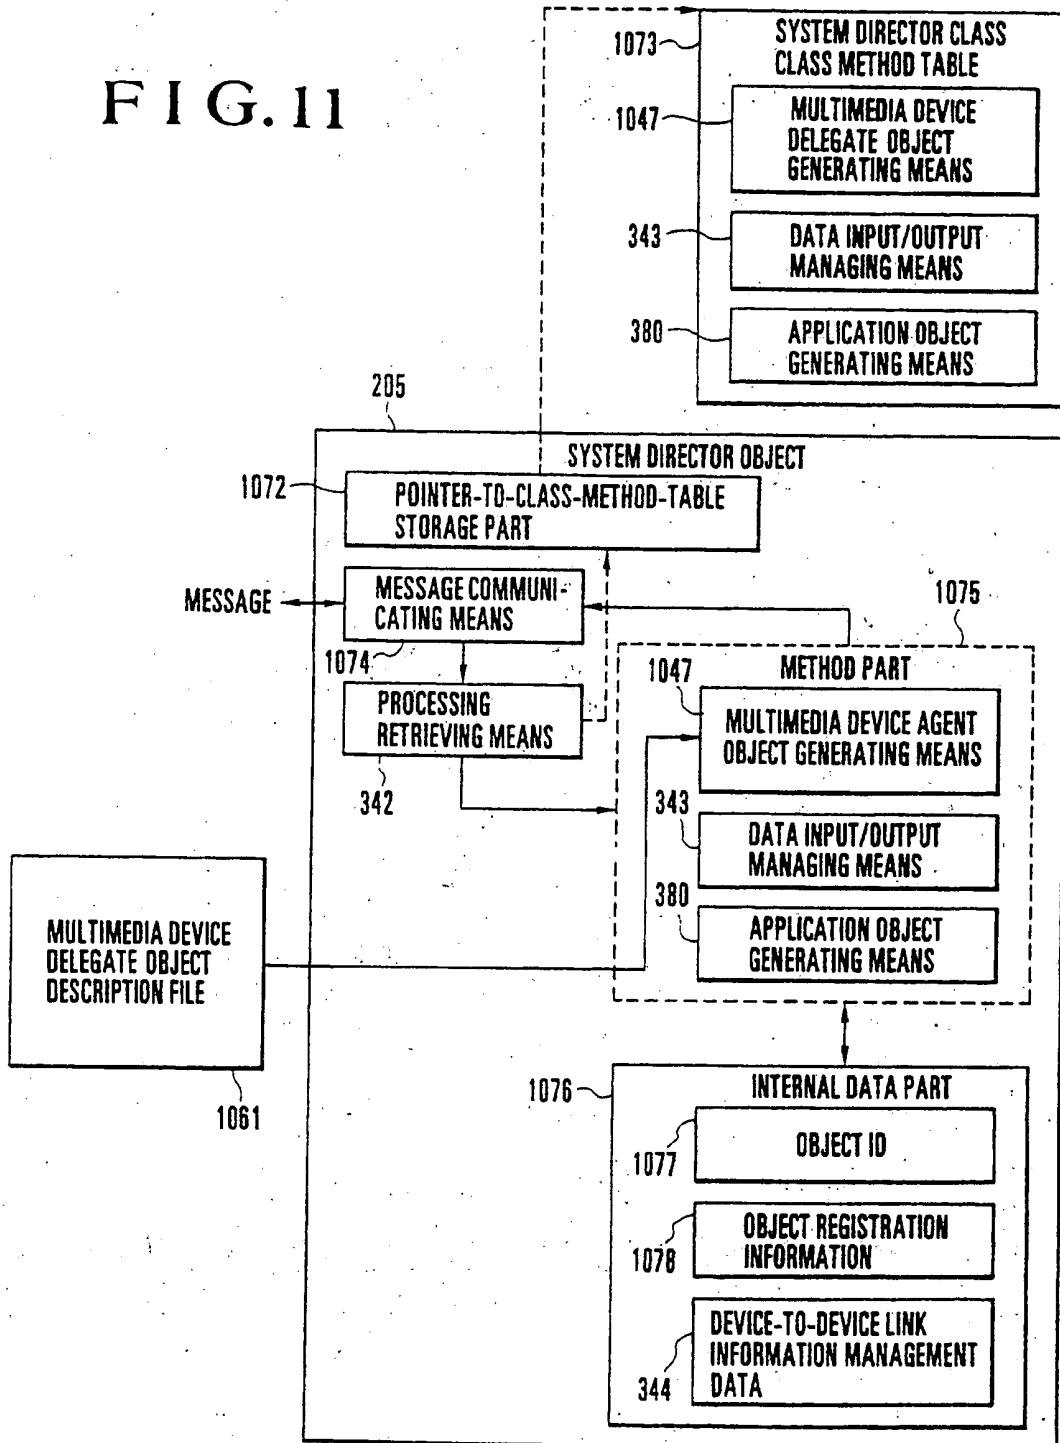 FIG.11
1073
SYSTEM DIRECTOR CLASS
CLASS METHOD TABLE
1047
MULTIMEDIA DEVICE
DELEGATE OBJECT
GENERATING MEANS
343
DATA INPUT/OUTPUT
MANAGING MEANS
380
APPLICATION OBJECT
GENERATING MEANS
205
SYSTEM DIRECTOR OBJECT
1072
POINTER-TO-CLASS-METHOD-TABLE
STORAGE PART
MESSAGE
MESSAGE COMMUNI-
CATING MEANS
1074
1075
METHOD PART
PROCESSING
RETRIEVING MEANS
342
1047
MULTIMEDIA DEVICE AGENT
OBJECT GENERATING MEANS
343
DATA INPUT/OUTPUT
MANAGING MEANS
380
APPLICATION OBJECT
GENERATING MEANS
MULTIMEDIA DEVICE
DELEGATE OBJECT
DESCRIPTION FILE
1061
1076
INTERNAL DATA PART
1077
OBJECT ID
1078
OBJECT REGISTRATION
INFORMATION
344
DEVICE-TO-DEVICE LINK
INFORMATION MANAGEMENT
DATA